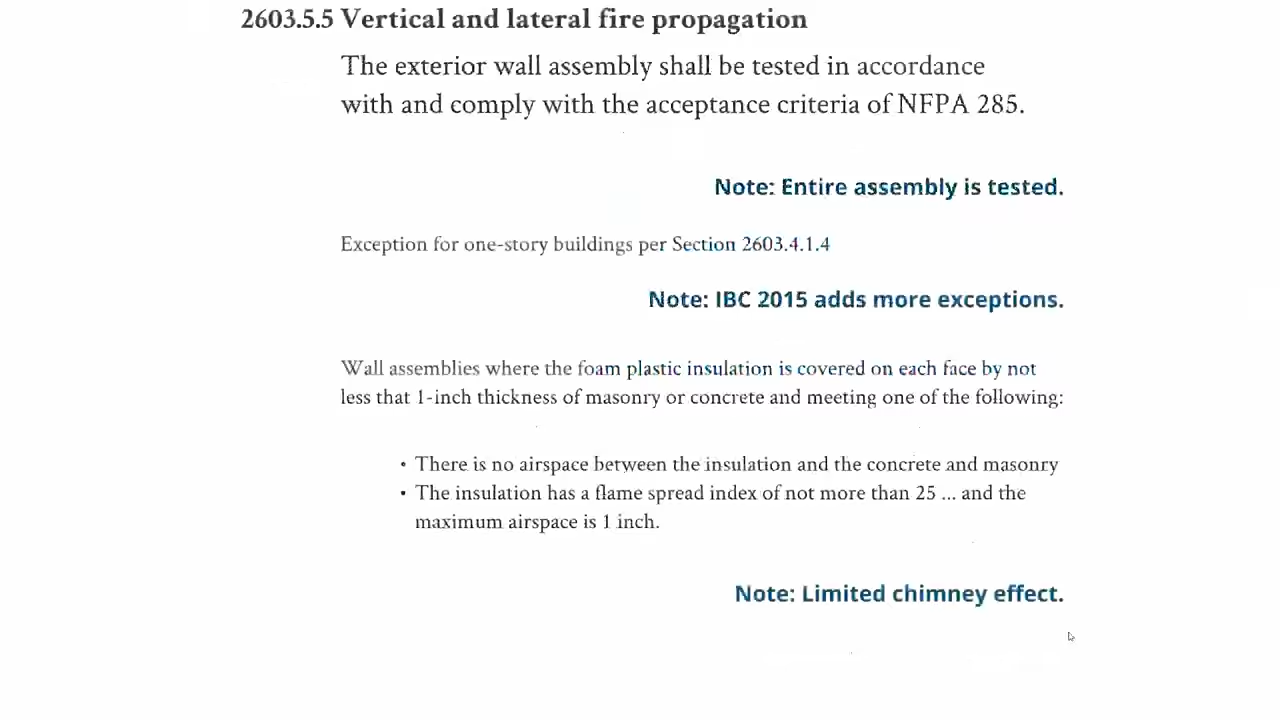 2603.5.5 Vertical and lateral fire propagation
The exterior wall assembly shall be tested in accordance
with and comply with the acceptance criteria of NFPA 285.
Note: Entire assembly is tested.
Exception for one-story buildings per Section 2603.4.1.4
Note: IBC 2015 adds more exceptions.
Wall assemblies where the foam plastic insulation is covered on each face by not
less that 1-inch thickness of masonry or concrete and meeting one of the following:
• There is no airspace between the insulation and the concrete and masonry
• The insulation has a flame spread index of not more than 25 ... and the
maximum airspace is 1 inch.
Note: Limited chimney effect.